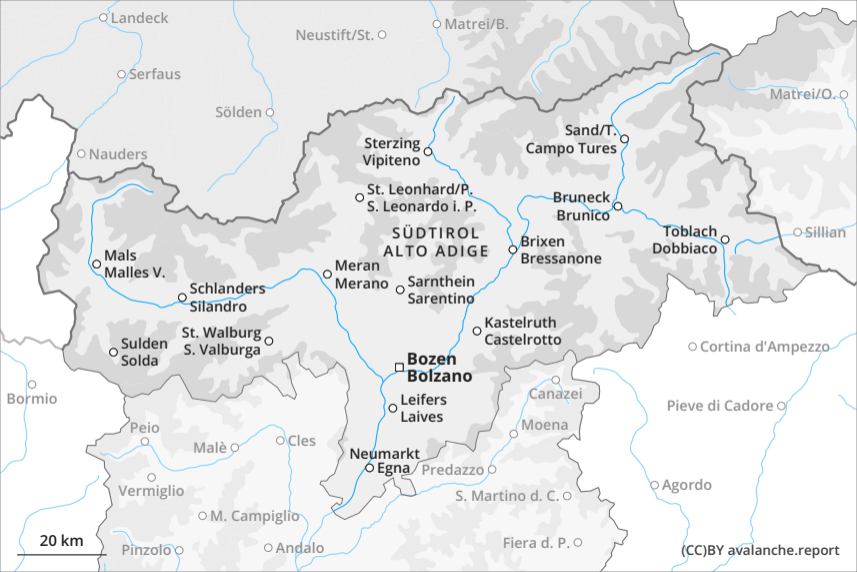 Landeck
Matrei/B.
Neustift/St.
Serfaus
Matrei/O.
Sölden
Sand/T.
Campo Tures
Sterzing
Vipiteno
Nauders
St. Leonhard/P.
S. Leonardo i. P.
Bruneck
Brunico
SÜDTIROL
ALTO ADIGE
Toblach
Dobbiaco
Sillian
Brixen
Bressanone
Mals
Malles V.
Meran
Merano
Sarnthein
Sarentino
Schlanders
Silandro
Kastelruth
Castelrotto
St. Walburg
S. Valburga
Sulden
Solda
Cortina d'Ampezzo
Bozen
Bolzano
Bormio
Canazei
Leifers
Laives
Pieve di Cadore
Peio
Moena
Cles
Malè
Neumarkt
Egna
Predazzo
Vermiglio
Agordo
S. Martino d. C.
M. Campiglio
20 km
Pinzolo
Andalo
Fiera d. P.
(CC)BY avalanche.report